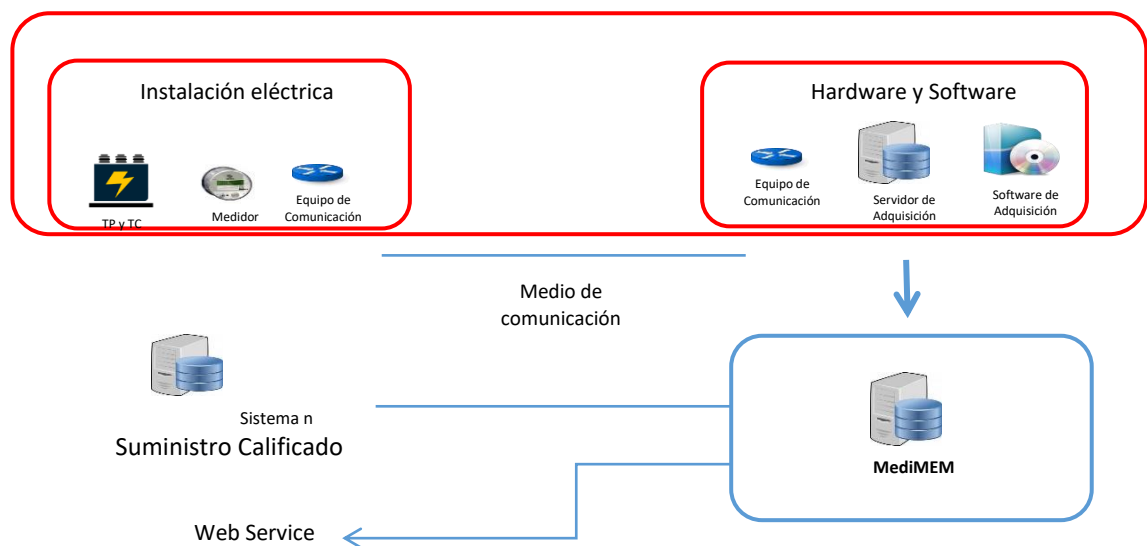 Instalación eléctrica
Hardware y Software
TP y TC
Medidor
Equipo de
Comunicación
Equipo de
Comunicación
Servidor de
Adquisición
Software de
Adquisición
Medio de
comunicación
Sistema n
Suministro Calificado
MediMEM
Web Service